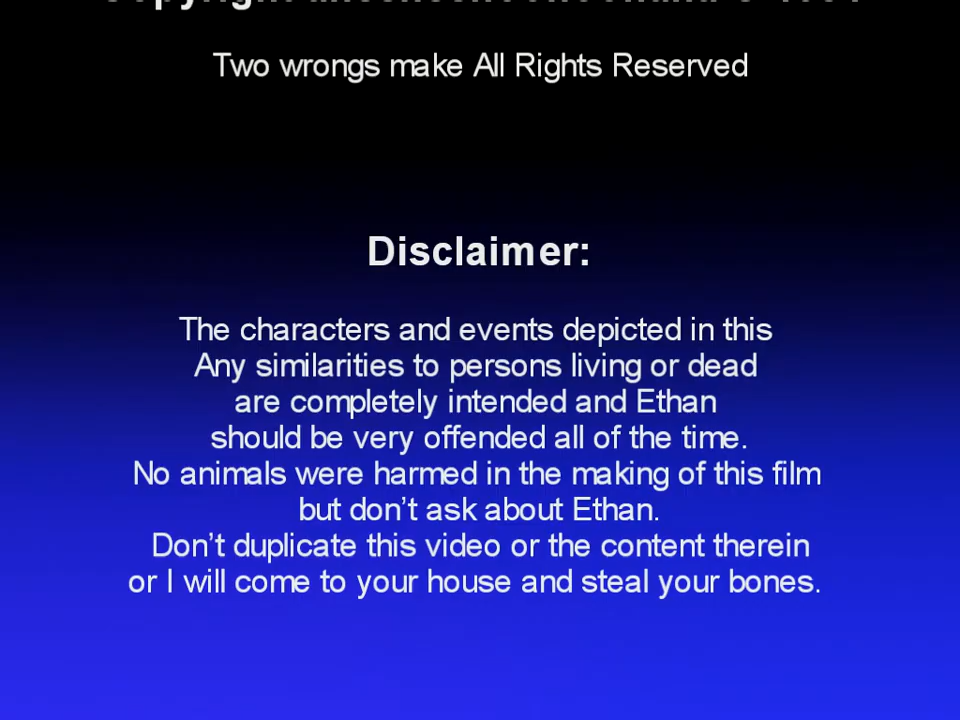 Two wrongs make All Rights Reserved
Disclaimer:
The characters and events depicted in this
Any similarities to persons living or dead
are completely intended and Ethan
should be very offended all of the time.
No animals were harmed in the making of this film
but don't ask about Ethan.
Don't duplicate this video or the content therein
or I will come to your house and steal your bones.